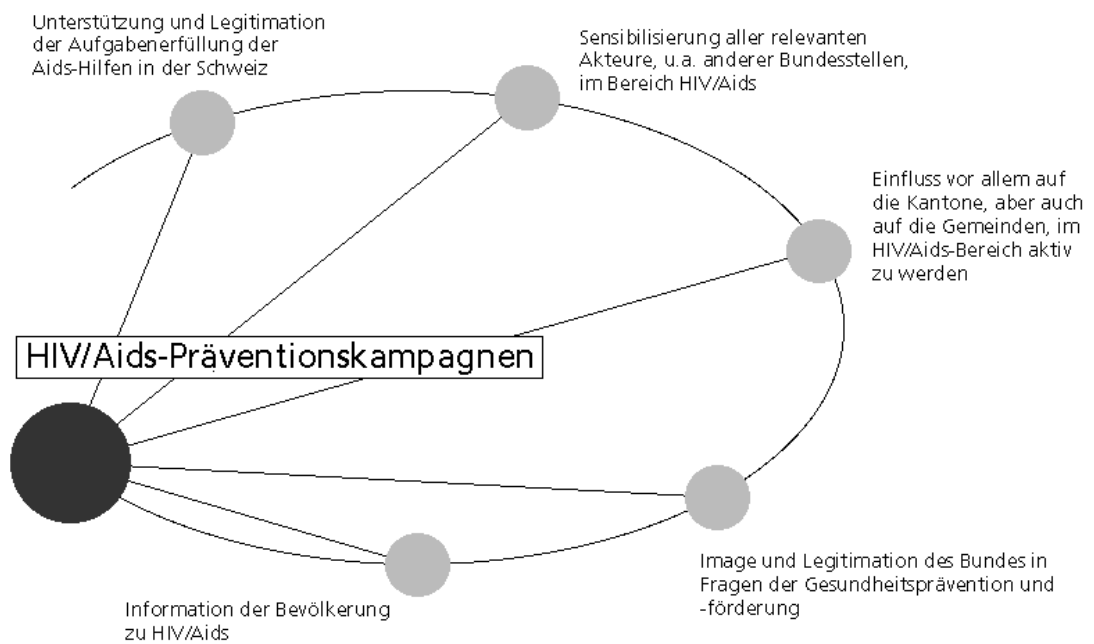 Unterstützung und Legitimation
der Aufgabenerfüllung der
Aids-Hilfen in der Schweiz
Sensibilisierung aller relevanten
Akteure, u.a. anderer Bundesstellen,
im Bereich HIV/Aids
Einfluss vor allem auf
die Kantone, aber auch
auf die Gemeinden, im
HIV/Aids-Bereich aktiv
zu werden
HIV/Aids-Präventionskampagnen
Image und Legitimation des Bundes in
Fragen der Gesundheitsprävention und
-förderung
Information der Bevölkerung
zu HIV/Aids